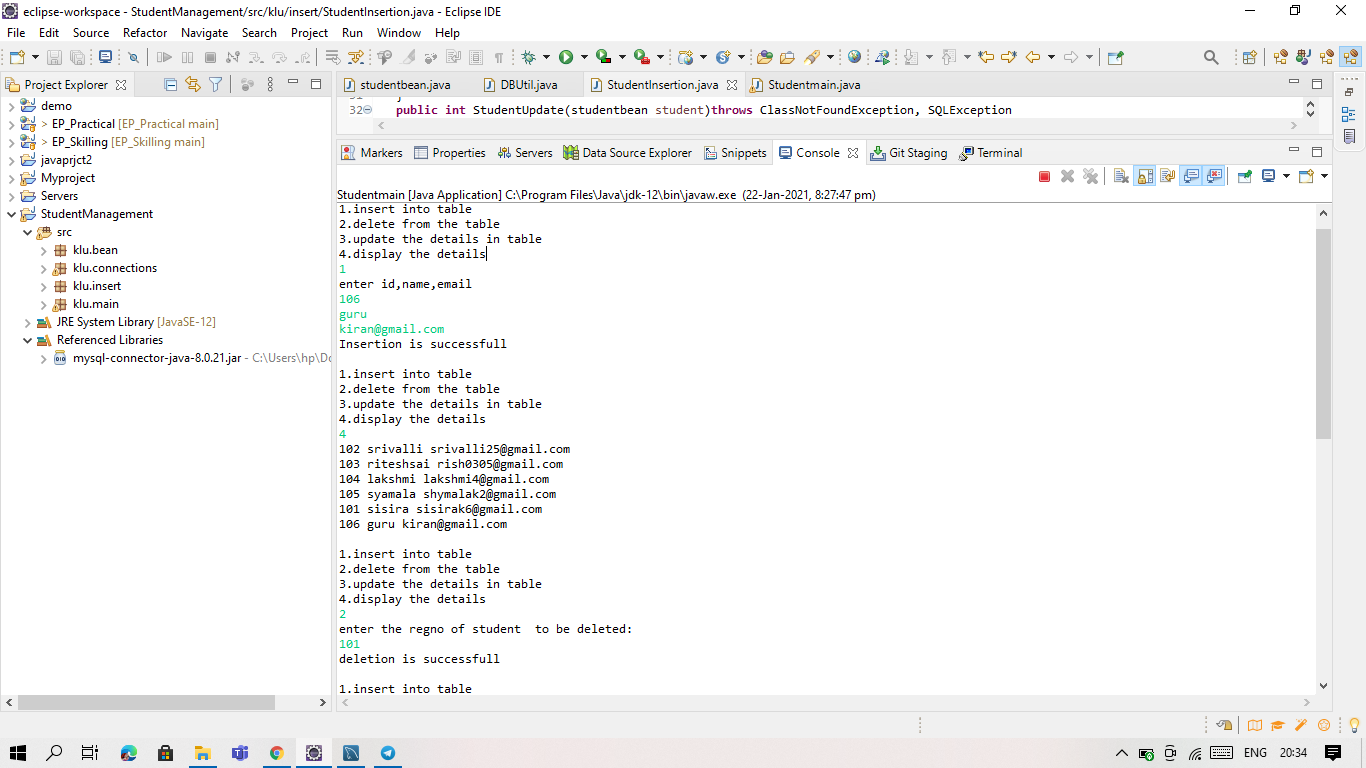 eclipse-workspace - StudentManagement/src/klu/insert/StudentInsertion.java - Eclipse IDE
File Edit Source Refactor Navigate Search Project Run Window Help
Project Explorer
studentbean.java DBUtil.java StudentInsertion.java Studentmain.java
demo
> EP_Practical [EP_Practical main]
> EP_Skilling [EP_Skilling main]
javaprjct2
Myproject
Servers
StudentManagement
src
klu.bean
klu.connections
klu.insert
klu.main
JRE System Library [JavaSE-12]
Referenced Libraries
mysql-connector-java-8.0.21.jar - C:\Users\hp\Do
32 public int StudentUpdate(studentbean student)throws ClassNotFoundException, SQLException
Markers Properties Servers Data Source Explorer Snippets Console Git Staging Terminal
Studentmain [Java Application] C:\Program Files\Java\jdk-12\bin\javaw.exe (22-Jan-2021, 8:27:47 pm)
1.insert into table
2.delete from the table
3.update the details in table
4.display the details
1
enter id,name,email
106
guru
kiran@gmail.com
Insertion is successfull
1.insert into table
2.delete from the table
3.update the details in table
4.display the details
4
102 srivalli srivalli25@gmail.com
103 riteshsai rish0305@gmail.com
104 lakshmi lakshmi4@gmail.com
105 syamala shymalak2@gmail.com
101 sisira sisirak6@gmail.com
106 guru kiran@gmail.com
1.insert into table
2.delete from the table
3.update the details in table
4.display the details
2
enter the regno of student  to be deleted:
101
deletion is successfull
1.insert into table
ENG 20:34